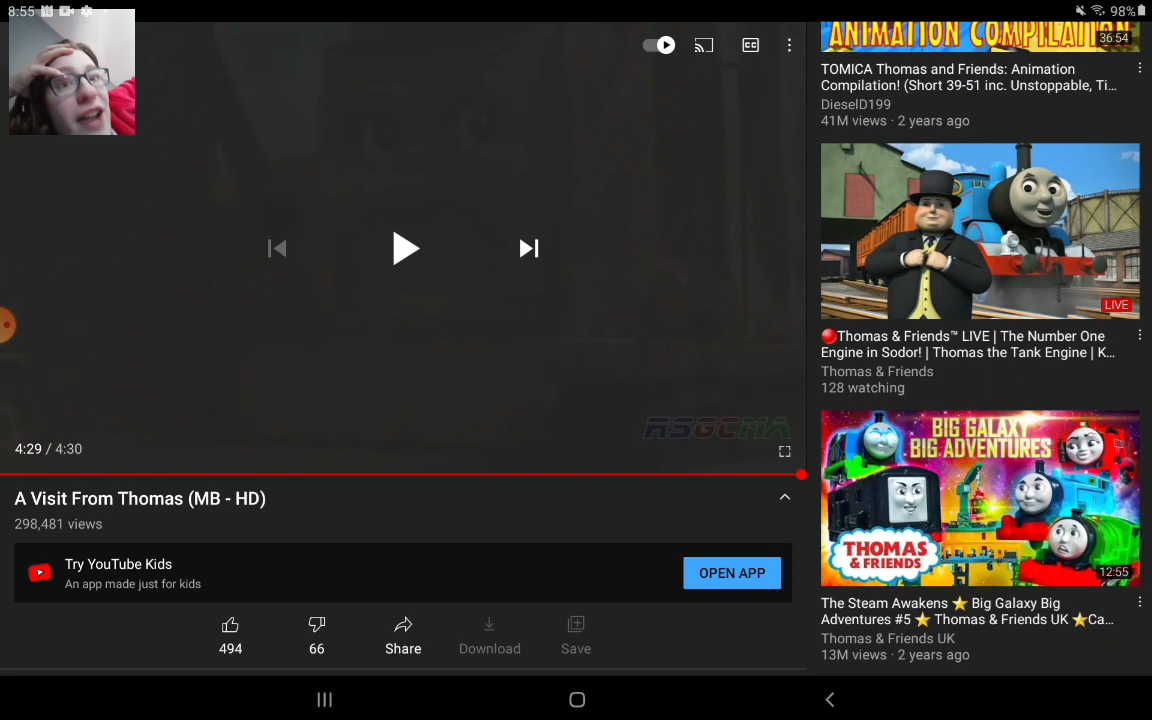 8:55
98%
CC
4:29 / 4:30
RSGCMA
A Visit From Thomas (MB - HD)
298,481 views
Try YouTube Kids
An app made just for kids
OPEN APP
494
66
Share
Download
Save
ANIMATION COMPILATION
36:54
TOMICA Thomas and Friends: Animation
Compilation! (Short 39-51 inc. Unstoppable, Ti...
DieselD199
41M views · 2 years ago
LIVE
🔴Thomas & Friends™ LIVE | The Number One
Engine in Sodor! | Thomas the Tank Engine | K...
Thomas & Friends
128 watching
BIG GALAXY
BIG ADVENTURES
THOMAS
& FRIENDS
12:55
The Steam Awakens ⭐ Big Galaxy Big
Adventures #5 ⭐ Thomas & Friends UK ⭐Ca...
Thomas & Friends UK
13M views · 2 years ago